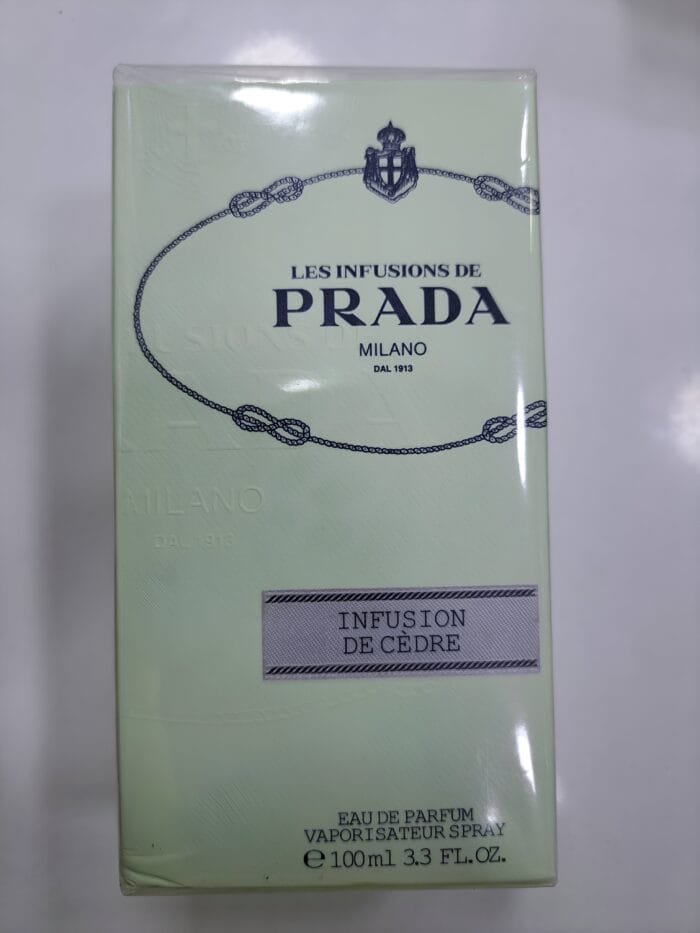 LES INFUSIONS DE
PRADA
MILANO
DAL 1913
MILANO
DAL 1913
INFUSION
DE CÈDRE
EAU DE PARFUM
VAPORISATEUR SPRAY
℮100ml 3.3 FL.OZ.